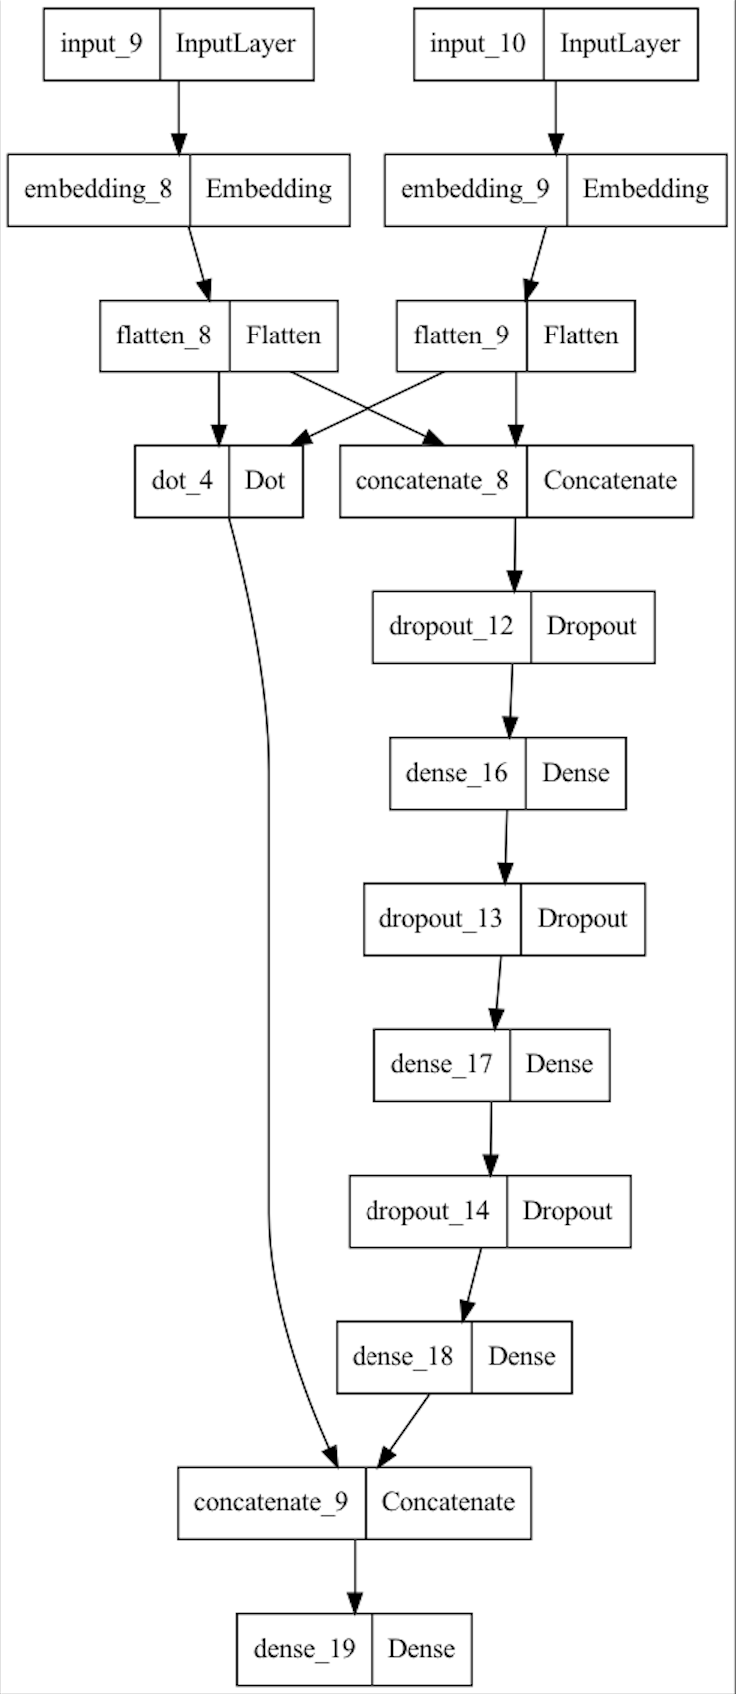 input_9 InputLayer input_10 InputLayer
embedding_8 Embedding embedding_9 Embedding
flatten_8 Flatten flatten_9 Flatten
dot_4 Dot concatenate_8 Concatenate
dropout_12 Dropout
dense_16 Dense
dropout_13 Dropout
dense_17 Dense
dropout_14 Dropout
dense_18 Dense
concatenate_9 Concatenate
dense_19 Dense